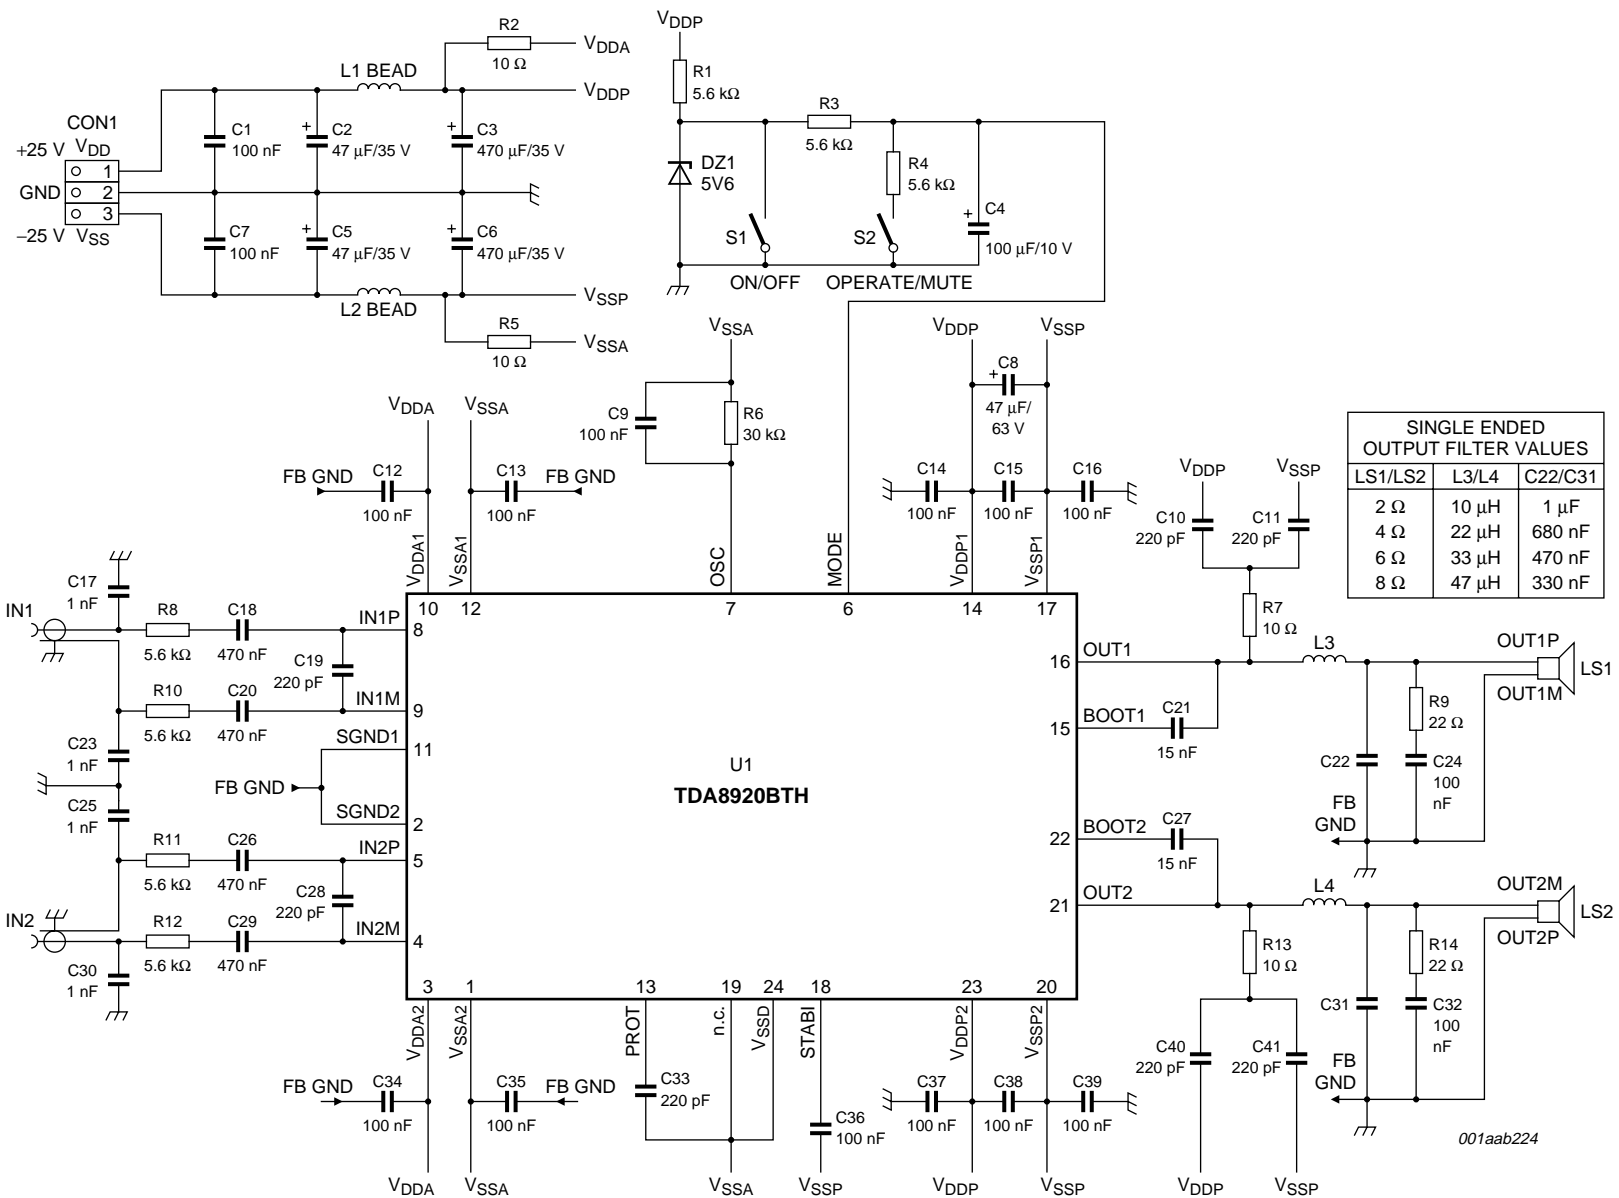 R2
10 Ω
VDDA
L1 BEAD
VDDP
CON1
+25 V VDD
1
GND 2
3
−25 V VSS
C1
100 nF
+ C2
47 μF/35 V
+ C3
470 μF/35 V
C7
100 nF
+ C5
47 μF/35 V
+ C6
470 μF/35 V
L2 BEAD
VSSP
R5
10 Ω
VSSA
VDDP
R1
5.6 kΩ
R3
5.6 kΩ
DZ1
5V6
R4
5.6 kΩ
S1
S2
+ C4
100 μF/10 V
ON/OFF
OPERATE/MUTE
VSSA
C9
100 nF
R6
30 kΩ
VDDP
VSSP
C8
+
47 μF/
63 V
VDDA
VSSA
FB GND
C12
100 nF
C13
100 nF
FB GND
C14
100 nF
C15
100 nF
C16
100 nF
VDDA1
VSSA1
OSC
MODE
VDDP1
VSSP1
10
12
7
6
14
17
SINGLE ENDED
OUTPUT FILTER VALUES
LS1/LS2 L3/L4 C22/C31
2 Ω 10 μH 1 μF
4 Ω 22 μH 680 nF
6 Ω 33 μH 470 nF
8 Ω 47 μH 330 nF
VDDP
VSSP
C10
220 pF
C11
220 pF
R7
10 Ω
C17
1 nF
IN1
R8
5.6 kΩ
C18
470 nF
IN1P
8
C19
220 pF
R10
5.6 kΩ
C20
470 nF
IN1M
9
C23
1 nF
C25
1 nF
SGND1
11
FB GND
SGND2
2
R11
5.6 kΩ
C26
470 nF
IN2P
5
C28
220 pF
IN2
R12
5.6 kΩ
C29
470 nF
IN2M
4
C30
1 nF
U1
TDA8920BTH
16
OUT1
L3
OUT1P
LS1
OUT1M
15
BOOT1
C21
15 nF
R9
22 Ω
C22
C24
100
nF
FB
GND
22
BOOT2
C27
15 nF
21
OUT2
L4
OUT2M
LS2
OUT2P
R13
10 Ω
R14
22 Ω
C31
C32
100
nF
FB
GND
C40
220 pF
C41
220 pF
VDDP
VSSP
3
1
13
19
24
18
23
20
VDDA2
VSSA2
PROT
n.c.
VSSD
STABI
VDDP2
VSSP2
FB GND
C34
100 nF
C35
100 nF
FB GND
C33
220 pF
C36
100 nF
C37
100 nF
C38
100 nF
C39
100 nF
VDDA
VSSA
VSSA
VSSP
VDDP
VSSP
001aab224